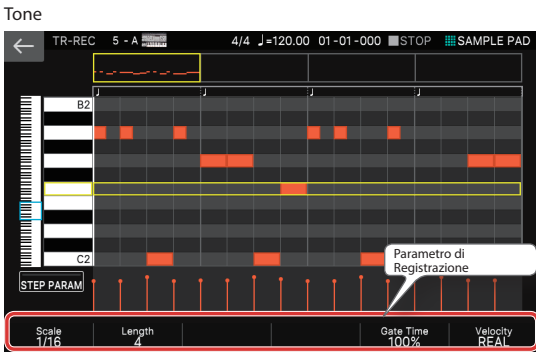 Tone
← TR-REC 5 - A 4/4 ♩=120.00 01-01-000 STOP SAMPLE PAD
B2
C2
Parametro di
Registrazione
STEP PARAM
Scale Length Gate Time Velocity
1/16 4 100% REAL